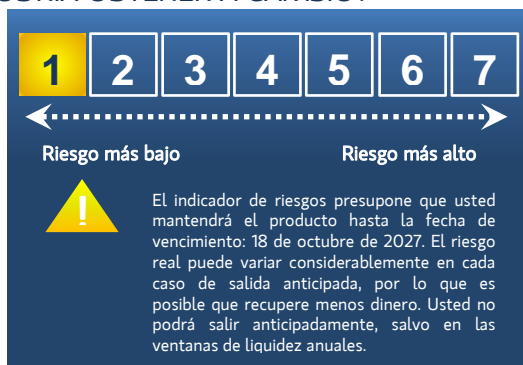 1 2 3 4 5 6 7
Riesgo más bajo Riesgo más alto
!
El indicador de riesgos presupone que usted
mantendrá el producto hasta la fecha de
vencimiento: 18 de octubre de 2027. El riesgo
real puede variar considerablemente en cada
caso de salida anticipada, por lo que es
posible que recupere menos dinero. Usted no
podrá salir anticipadamente, salvo en las
ventanas de liquidez anuales.